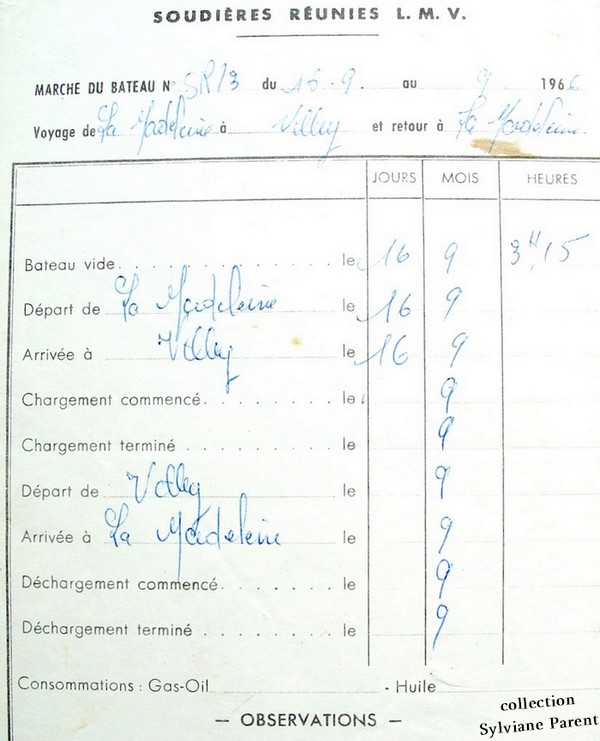 SOUDIÈRES RÉUNIES L. M. V.
MARCHE DU BATEAU N° SR13 du 15.9. au 9 1966
Voyage de La Madeleine à Villey et retour à La Madeleine.
JOURS MOIS HEURES
Bateau vide. . . . . . . . . . . . le 16 9 3H,15
Départ de La Madeleine le 16 9
Arrivée à Villey le 16 9
Chargement commencé. . . . . . . . le 9
Chargement terminé . . . . . . . . le 9
Départ de Villey le 9
Arrivée à La Madeleine le 9
Déchargement commencé. . . . . . . le 9
Déchargement terminé . . . . . . . le 9
Consommations : Gas-Oil - Huile
— OBSERVATIONS —
collection
Sylviane Parent